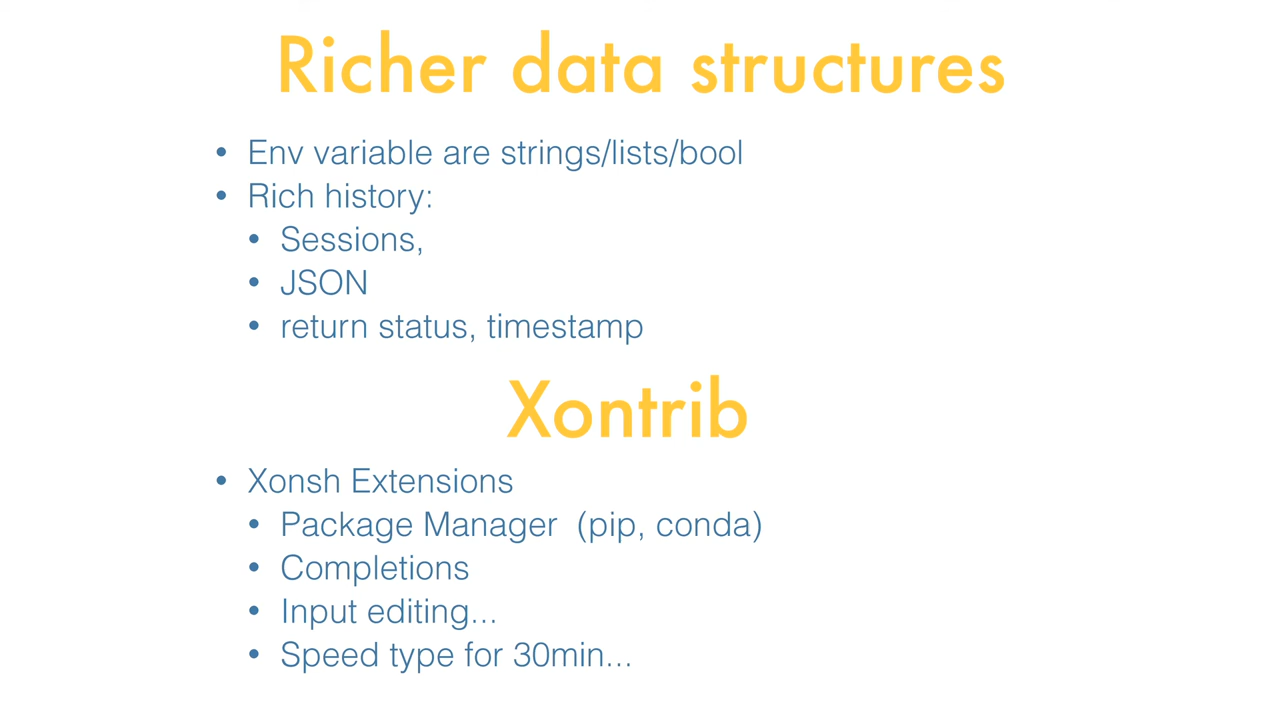 Richer data structures
• Env variable are strings/lists/bool
• Rich history:
• Sessions,
• JSON
• return status, timestamp
Xontrib
• Xonsh Extensions
• Package Manager (pip, conda)
• Completions
• Input editing...
• Speed type for 30min...